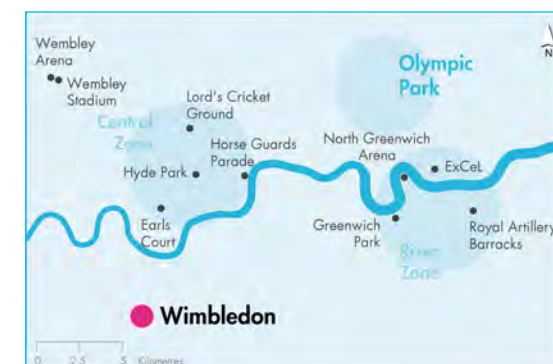 Wembley
Arena
Wembley
Stadium
Lord's Cricket
Ground
Central
Zone
Hyde Park
Horse Guards
Parade
Earls
Court
Olympic
Park
North Greenwich
Arena
ExCeL
Greenwich
Park
Royal Artillery
Barracks
River
Zone
Wimbledon
N
0 2.5 5 Kilometres